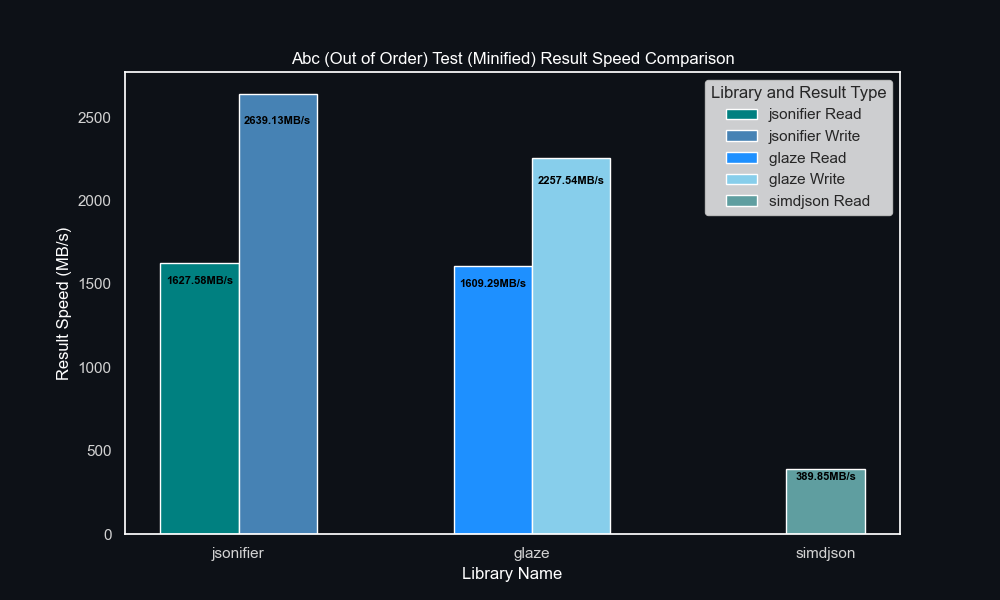 Abc (Out of Order) Test (Minified) Result Speed Comparison
Library and Result Type
jsonifier Read
jsonifier Write
glaze Read
glaze Write
simdjson Read
Result Speed (MB/s)
2500
2000
1500
1000
500
0
1627.58MB/s
2639.13MB/s
1609.29MB/s
2257.54MB/s
389.85MB/s
jsonifier
glaze
simdjson
Library Name